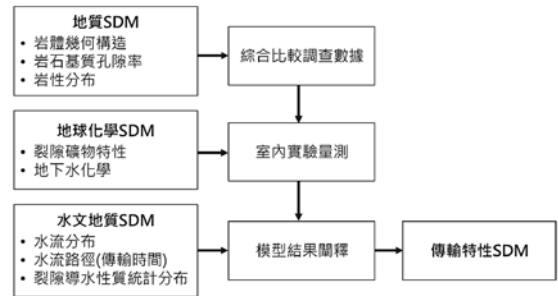 地質SDM
• 岩體幾何構造
• 岩石基質孔隙率
• 岩性分布
綜合比較調查數據
地球化學SDM
• 裂隙礦物特性
• 地下水化學
室內實驗量測
水文地質SDM
• 水流分布
• 水流路徑(傳輸時間)
• 裂隙導水性質統計分布
模型結果闡釋
傳輸特性SDM